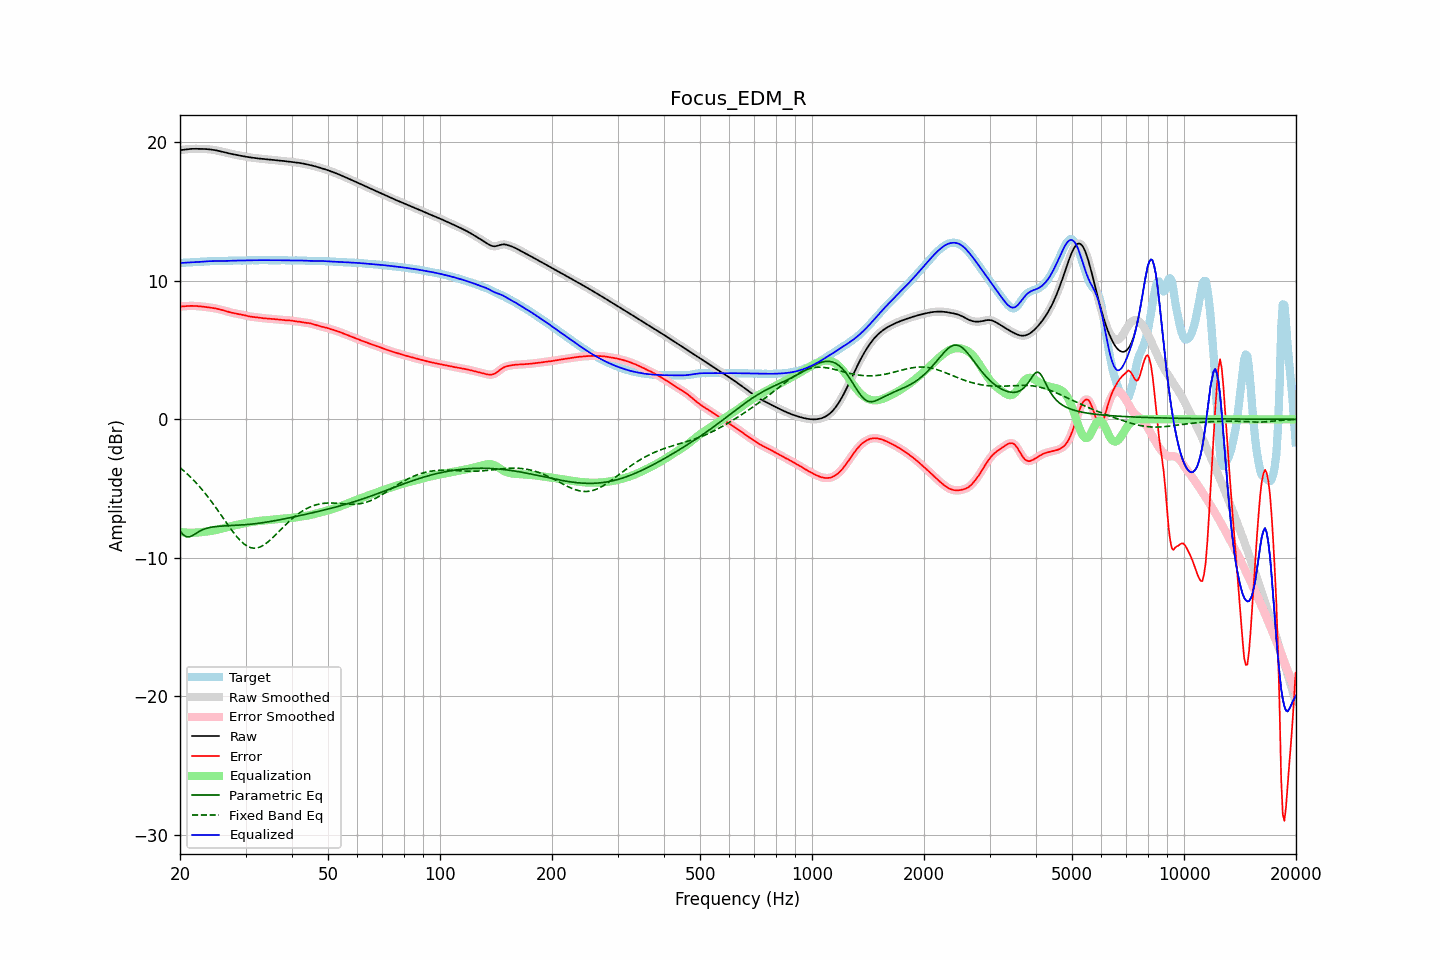 Focus_EDM_R
Amplitude (dBr)
20
10
0
−10
−20
−30
Target
Raw Smoothed
Error Smoothed
Raw
Error
Equalization
Parametric Eq
Fixed Band Eq
Equalized
20 50 100 200 500 1000 2000 5000 10000 20000
Frequency (Hz)